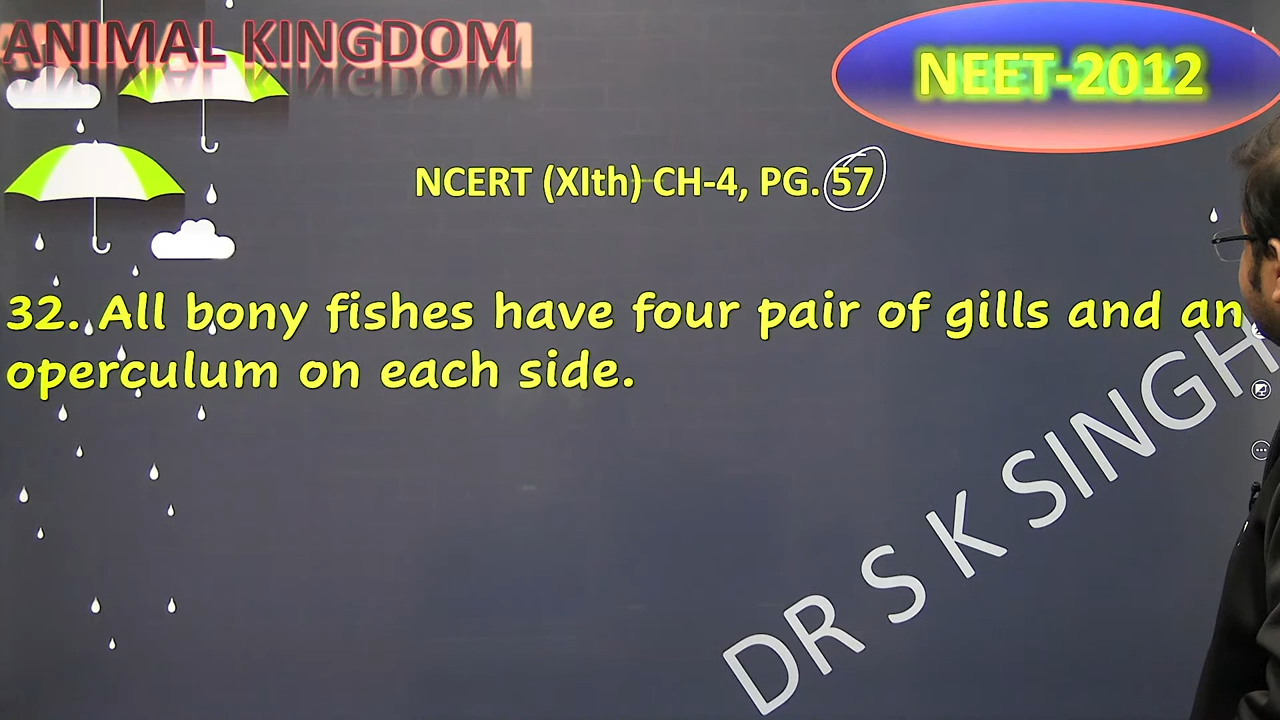 ANIMAL KINGDOM
NEET-2012
NCERT (XIth) CH-4, PG. 57
32. All bony fishes have four pair of gills and an
operculum on each side.
DR S K SINGH